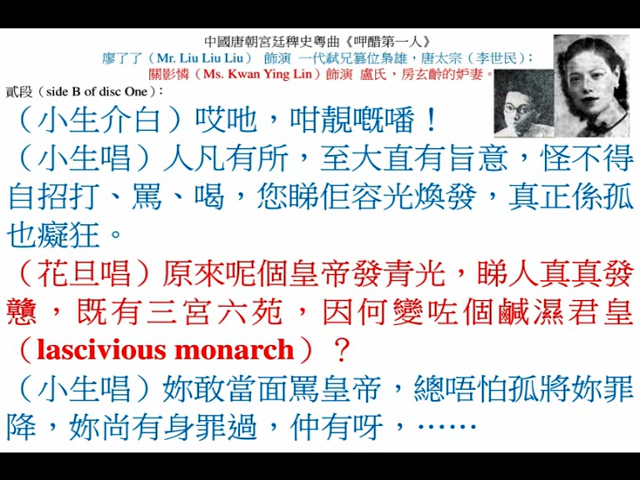 中國唐朝宮廷稗史粵曲《呷醋第一人》
廖了了（Mr. Liu Liu Liu） 飾演 一代弒兄篡位梟雄，唐太宗（李世民）；
關影憐（Ms. Kwan Ying Lin）飾演 盧氏，房玄齡的妒妻。
貳段（side B of disc One）：
（小生介白）哎吔，咁靚嘅噃！
（小生唱）人凡有所，至大直有旨意，怪不得
自招打、罵、喝，您睇佢容光煥發，真正係孤
也癡狂。
（花旦唱）原來呢個皇帝發青光，睇人真真發
戇，既有三宮六苑，因何變咗個鹹濕君皇
（lascivious monarch）？
（小生唱）妳敢當面罵皇帝，總唔怕孤將妳罪
降，妳尚有身罪過，仲有呀，⋯⋯